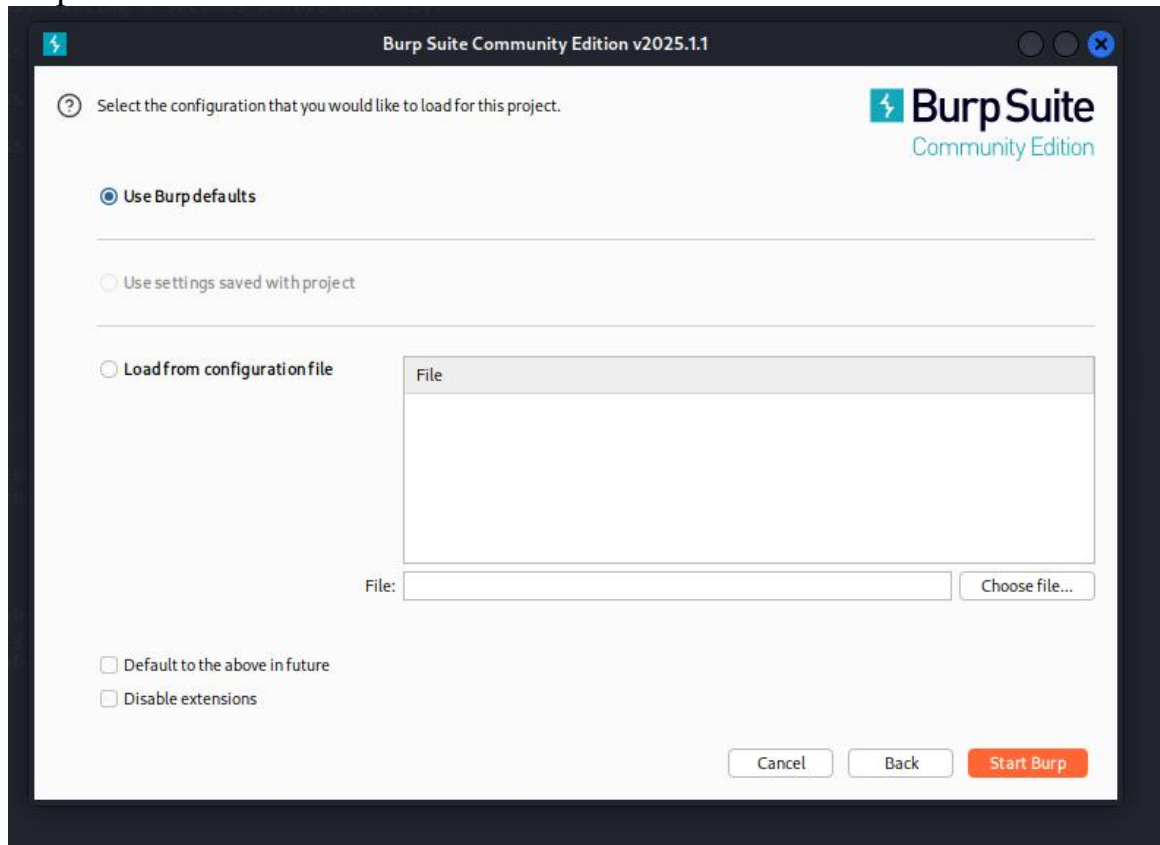 Burp Suite Community Edition v2025.1.1
Select the configuration that you would like to load for this project.
Burp Suite
Community Edition
Use Burp defaults
Use settings saved with project
Load from configuration file
File
File:
Choose file...
Default to the above in future
Disable extensions
Cancel
Back
Start Burp